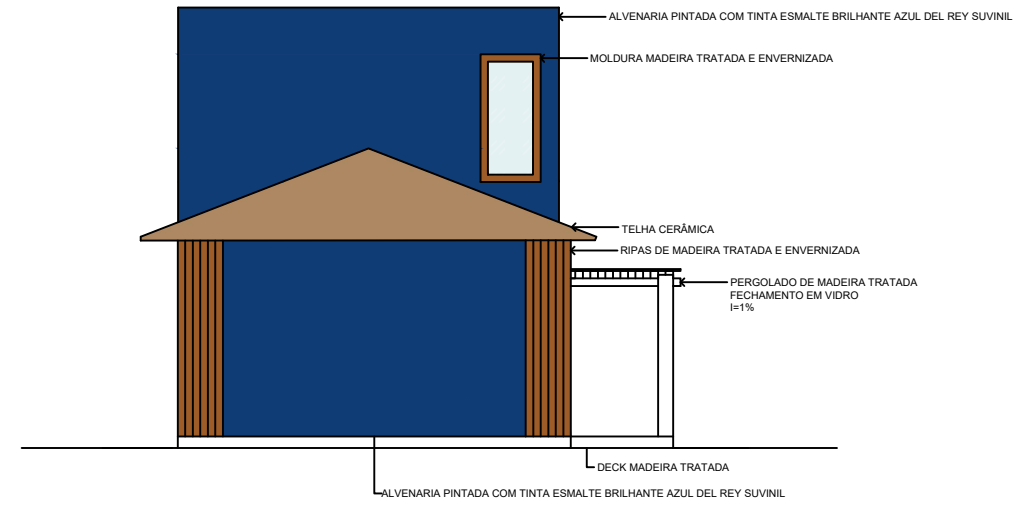 ALVENARIA PINTADA COM TINTA ESMALTE BRILHANTE AZUL DEL REY SUVINIL
MOLDURA MADEIRA TRATADA E ENVERNIZADA
TELHA CERÂMICA
RIPAS DE MADEIRA TRATADA E ENVERNIZADA
PERGOLADO DE MADEIRA TRATADA
FECHAMENTO EM VIDRO
I=1%
DECK MADEIRA TRATADA
ALVENARIA PINTADA COM TINTA ESMALTE BRILHANTE AZUL DEL REY SUVINIL